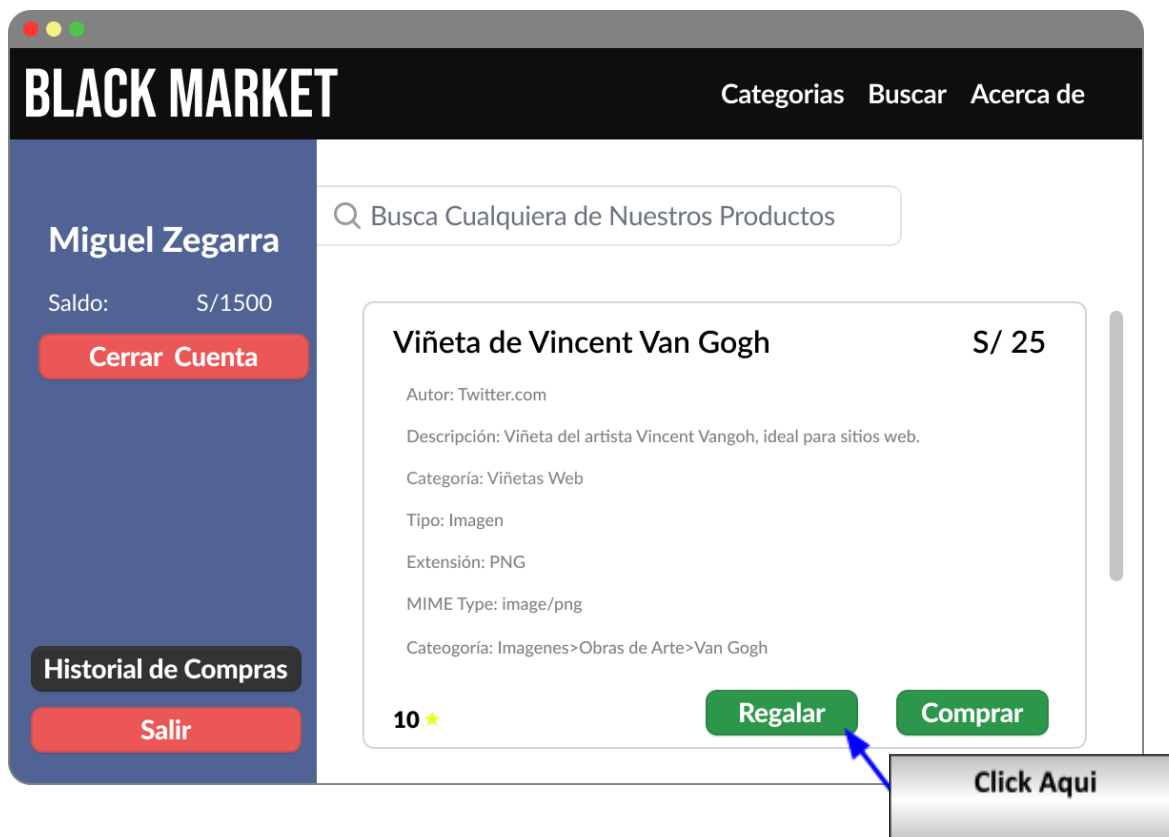 BLACK MARKET
Categorias Buscar Acerca de
Miguel Zegarra
Saldo: S/1500
Cerrar Cuenta
Historial de Compras
Salir
Busca Cualquiera de Nuestros Productos
Viñeta de Vincent Van Gogh S/ 25
Autor: Twitter.com
Descripción: Viñeta del artista Vincent Vangoh, ideal para sitios web.
Categoría: Viñetas Web
Tipo: Imagen
Extensión: PNG
MIME Type: image/png
Cateogoría: Imagenes>Obras de Arte>Van Gogh
10
Regalar Comprar
Click Aqui